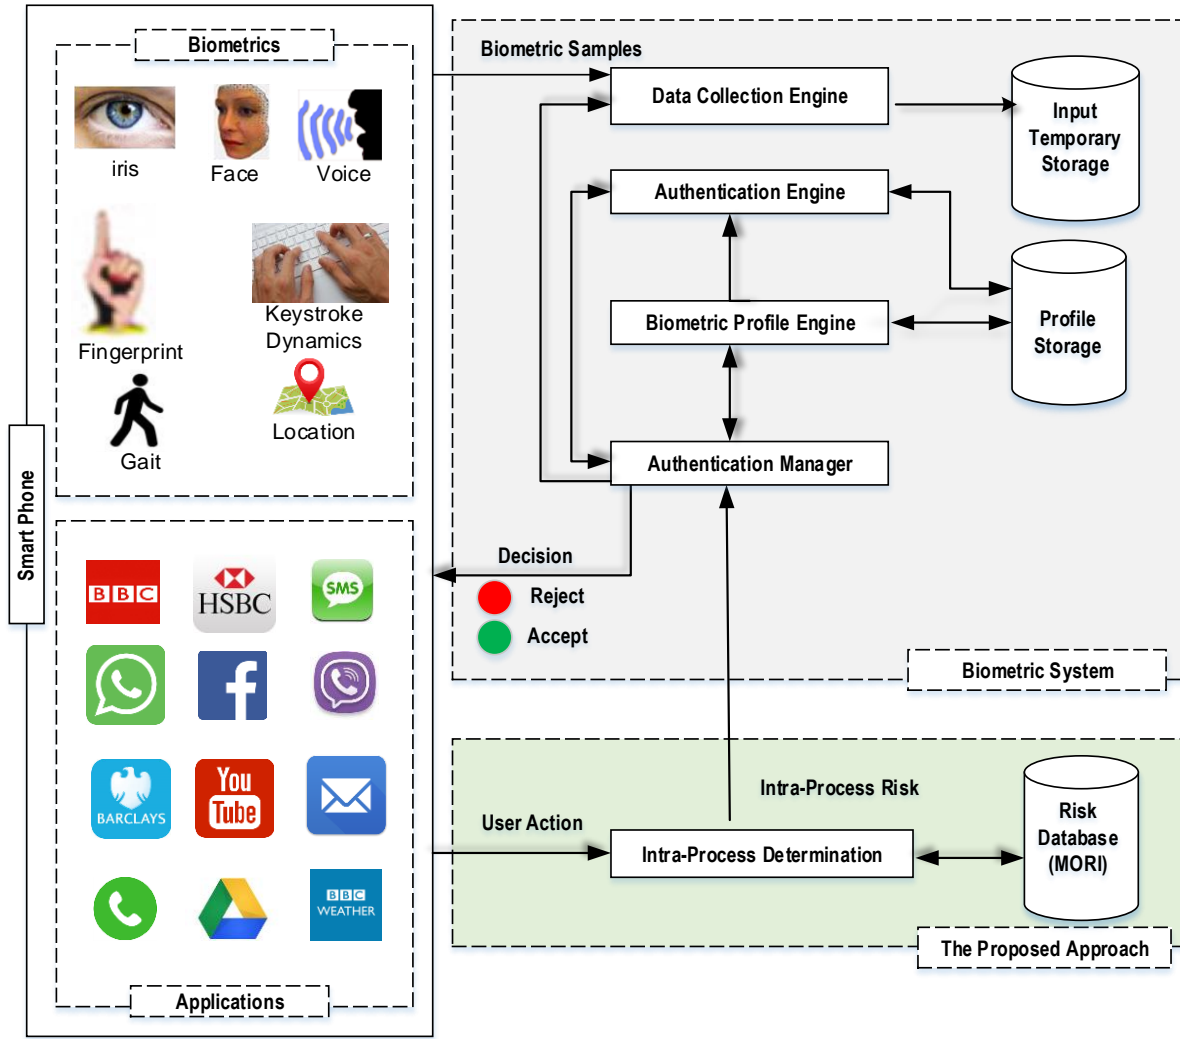 Biometrics
iris
Face
Voice
Fingerprint
Keystroke
Dynamics
Gait
Location
Smart Phone
BBC
HSBC
SMS
BARCLAYS
You
Tube
BBC
WEATHER
Applications
Biometric Samples
Data Collection Engine
Input
Temporary
Storage
Authentication Engine
Biometric Profile Engine
Profile
Storage
Authentication Manager
Decision
Reject
Accept
Biometric System
Intra-Process Risk
User Action
Intra-Process Determination
Risk
Database
(MORI)
The Proposed Approach